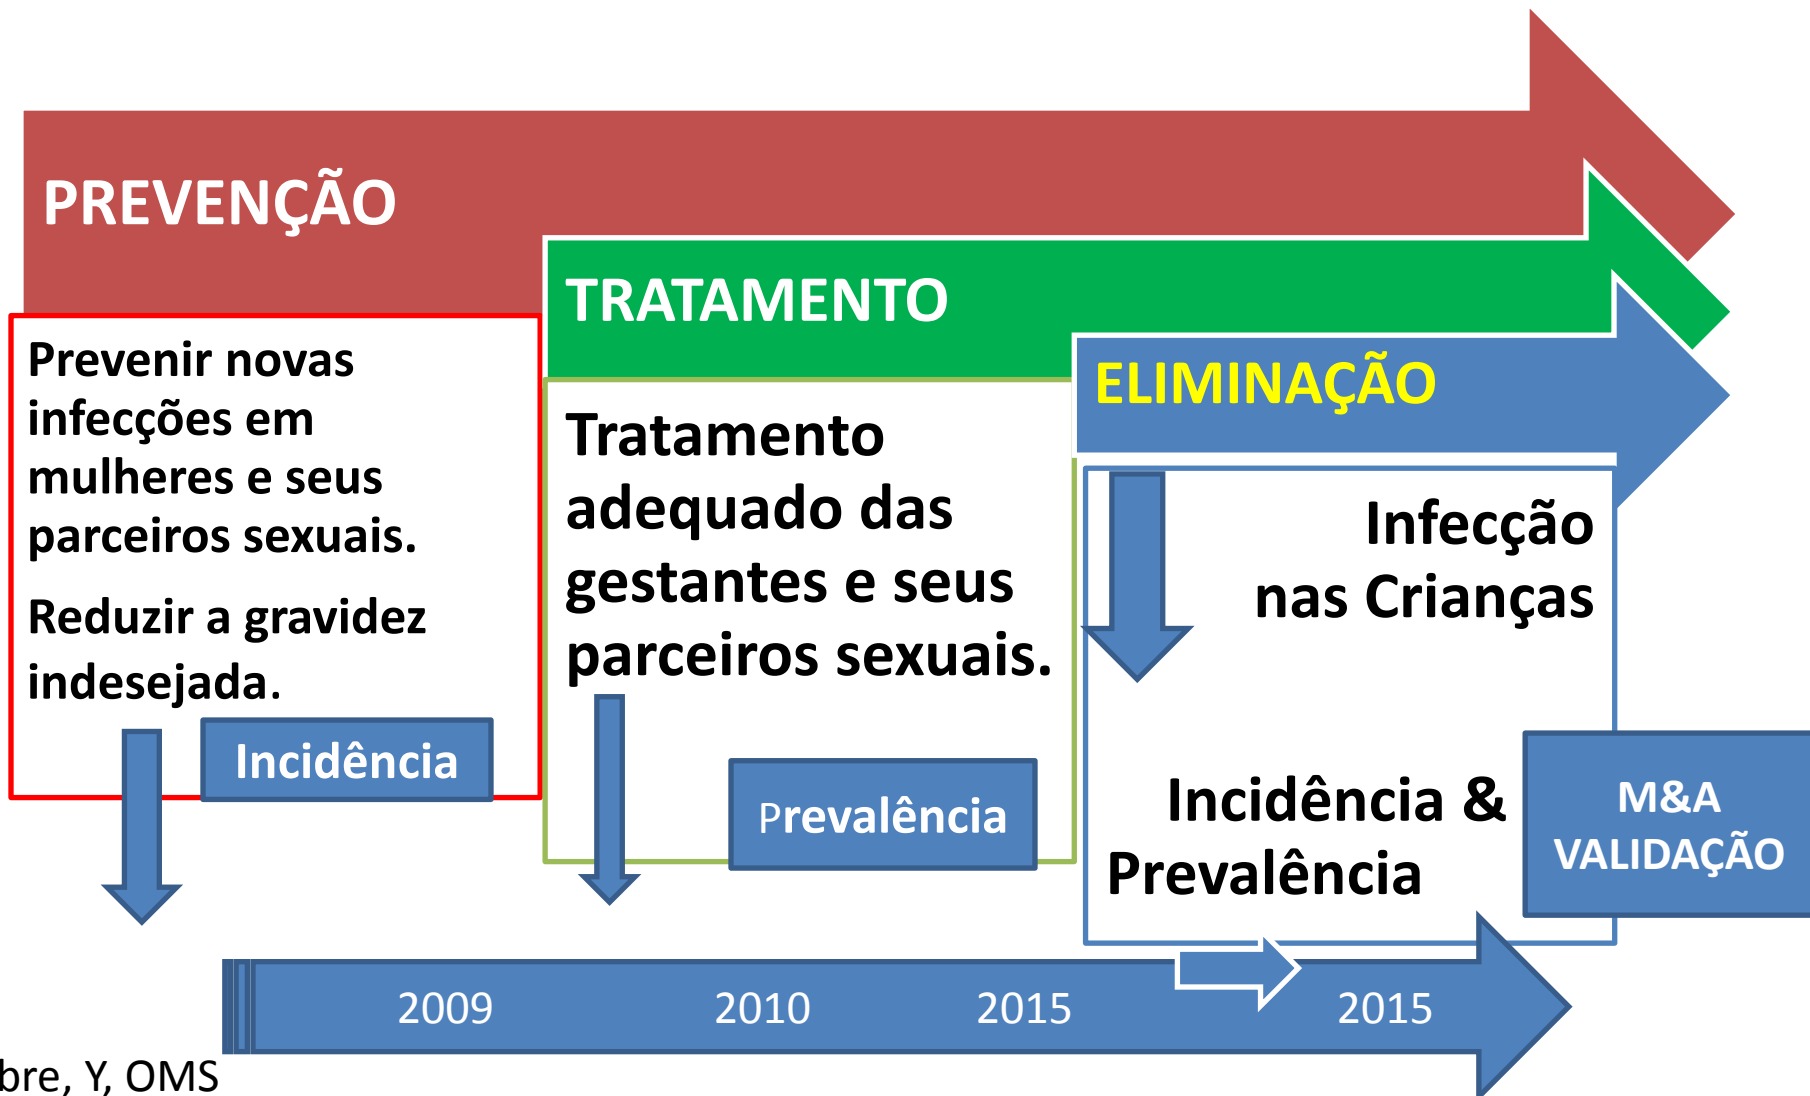 PREVENÇÃO
TRATAMENTO
ELIMINAÇÃO
Prevenir novas
infecções em
mulheres e seus
parceiros sexuais.
Reduzir a gravidez
indesejada.
Incidência
Tratamento
adequado das
gestantes e seus
parceiros sexuais.
Prevalência
Infecção
nas Crianças
Incidência &
Prevalência
M&A
VALIDAÇÃO
2009 2010 2015 2015
Y, OMS